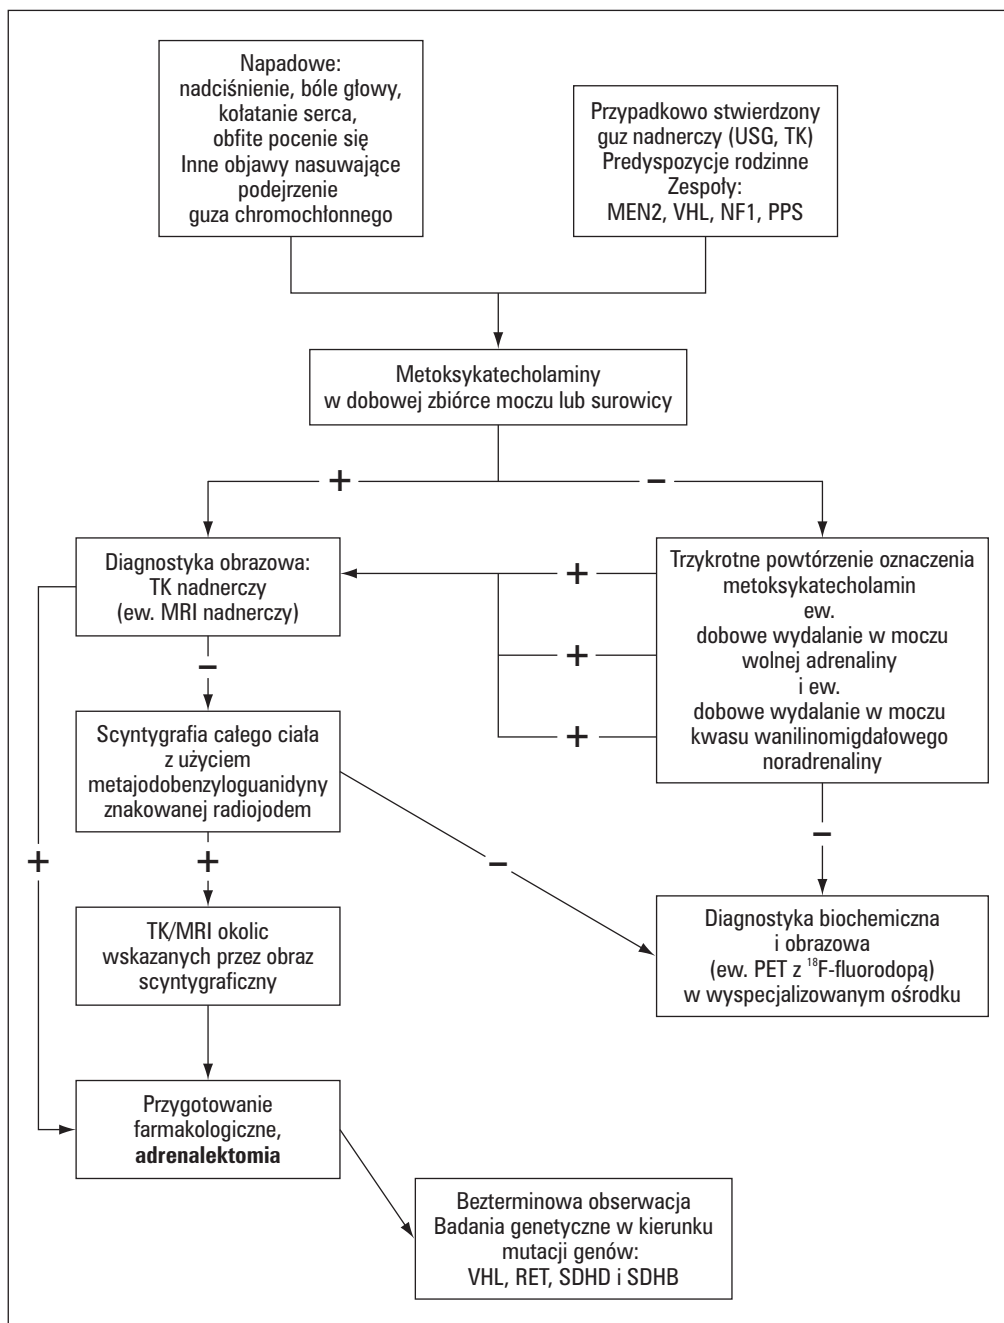 Napadowe:
nadciśnienie, bóle głowy,
kołatanie serca,
obfite pocenie się
Inne objawy nasuwające
podejrzenie
guza chromochłonnego
Przypadkowo stwierdzony
guz nadnerczy (USG, TK)
Predyspozycje rodzinne
Zespoły:
MEN2, VHL, NF1, PPS
Metoksykatecholaminy
w dobowej zbiórce moczu lub surowicy
+
–
Diagnostyka obrazowa:
TK nadnerczy
(ew. MRI nadnerczy)
Trzykrotne powtórzenie oznaczenia
metoksykatecholamin
ew.
dobowe wydalanie w moczu
wolnej adrenaliny
i ew.
dobowe wydalanie w moczu
kwasu wanilinomigdałowego
noradrenaliny
+
+
+
–
Scyntygrafia całego ciała
z użyciem
metajodobenzyloguanidyny
znakowanej radiojodem
–
+
+
–
TK/MRI okolic
wskazanych przez obraz
scyntygraficzny
Diagnostyka biochemiczna
i obrazowa
(ew. PET z ¹⁸F-fluorodopą)
w wyspecjalizowanym ośrodku
Przygotowanie
farmakologiczne,
adrenalektomia
Bezterminowa obserwacja
Badania genetyczne w kierunku
mutacji genów:
VHL, RET, SDHD i SDHB